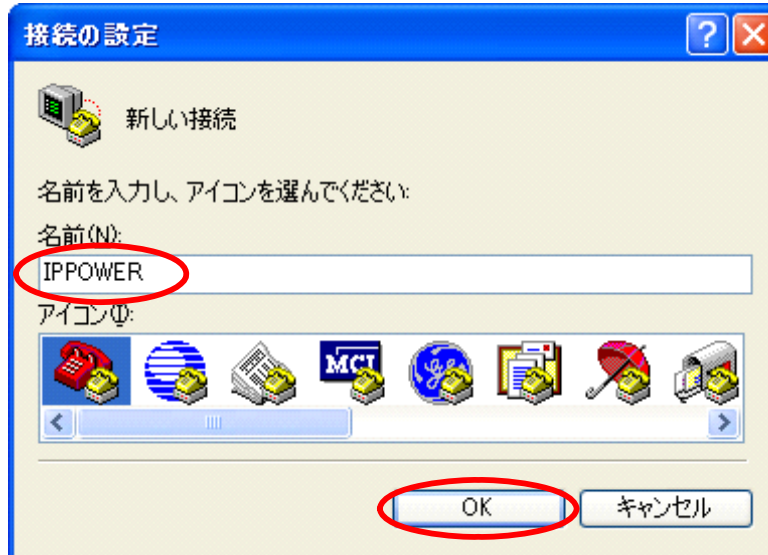 接続の設定
新しい接続
名前を入力し、アイコンを選んでください:
名前(N):
IPPOWER
アイコン(I):
MCI
OK
キャンセル